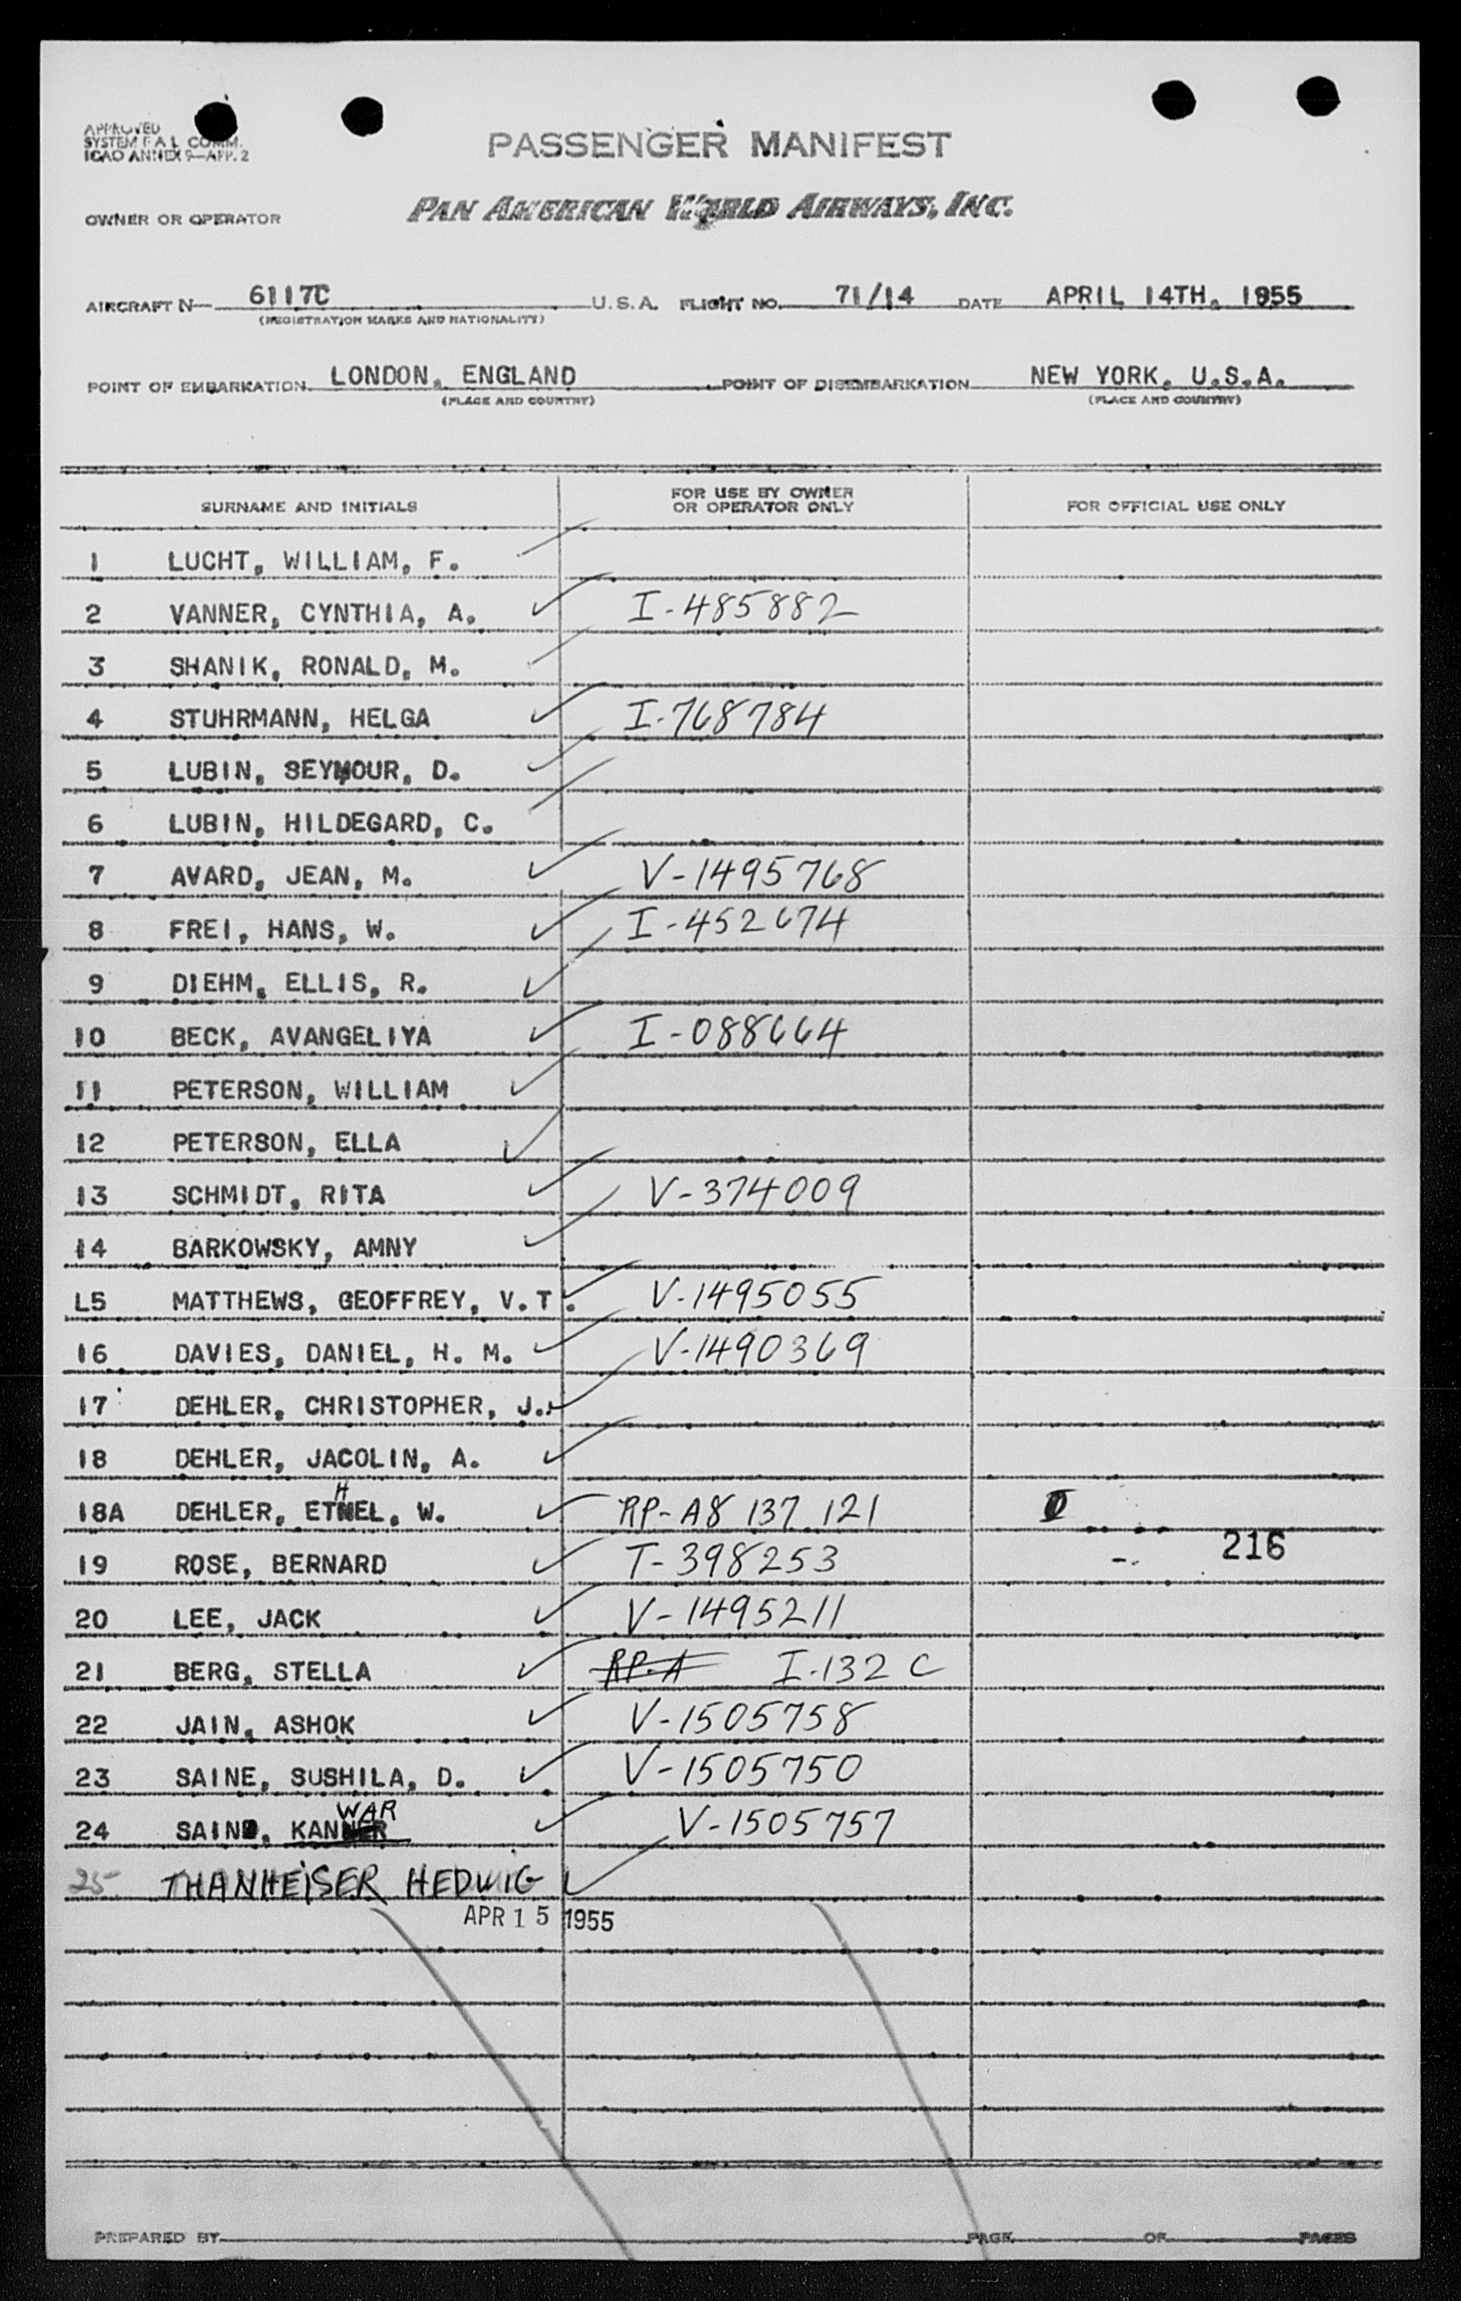 APPROVED
SYSTEM F A L COMM.
ICAO ANNEX 9—APP. 2
PASSENGER MANIFEST
OWNER OR OPERATOR PAN AMERICAN WORLD AIRWAYS, INC.
AIRCRAFT N— 6117C U.S.A. FLIGHT NO. 71/14 DATE APRIL 14TH, 1955
(REGISTRATION MARKS AND NATIONALITY)
POINT OF EMBARKATION LONDON, ENGLAND POINT OF DISEMBARKATION NEW YORK, U.S.A.
(PLACE AND COUNTRY) (PLACE AND COUNTRY)
SURNAME AND INITIALS FOR USE BY OWNER OR OPERATOR ONLY FOR OFFICIAL USE ONLY
1 LUCHT, WILLIAM, F.
2 VANNER, CYNTHIA, A. I-485882
3 SHANIK, RONALD, M.
4 STUHRMANN, HELGA I-768784
5 LUBIN, SEYMOUR, D.
6 LUBIN, HILDEGARD, C.
7 AVARD, JEAN, M. V-1495768
8 FREI, HANS, W. I-452674
9 DIEHM, ELLIS, R.
10 BECK, AVANGELIYA I-088664
11 PETERSON, WILLIAM
12 PETERSON, ELLA
13 SCHMIDT, RITA V-374009
14 BARKOWSKY, AMNY
L5 MATTHEWS, GEOFFREY, V.T. V-1495055
16 DAVIES, DANIEL, H. M. V-1490369
17 DEHLER, CHRISTOPHER, J.
18 DEHLER, JACOLIN, A.
18A DEHLER, ETHEL, W. RP-A8 137 121
19 ROSE, BERNARD T-398253 216
20 LEE, JACK V-1495211
21 BERG, STELLA RP-A I-132 C
22 JAIN, ASHOK V-1505758
23 SAINE, SUSHILA, D. V-1505750
24 SAIN, KANWAR V-1505757
25 THANHEISER HEDWIG
APR 15 1955
PREPARED BY PAGE OF PAGES